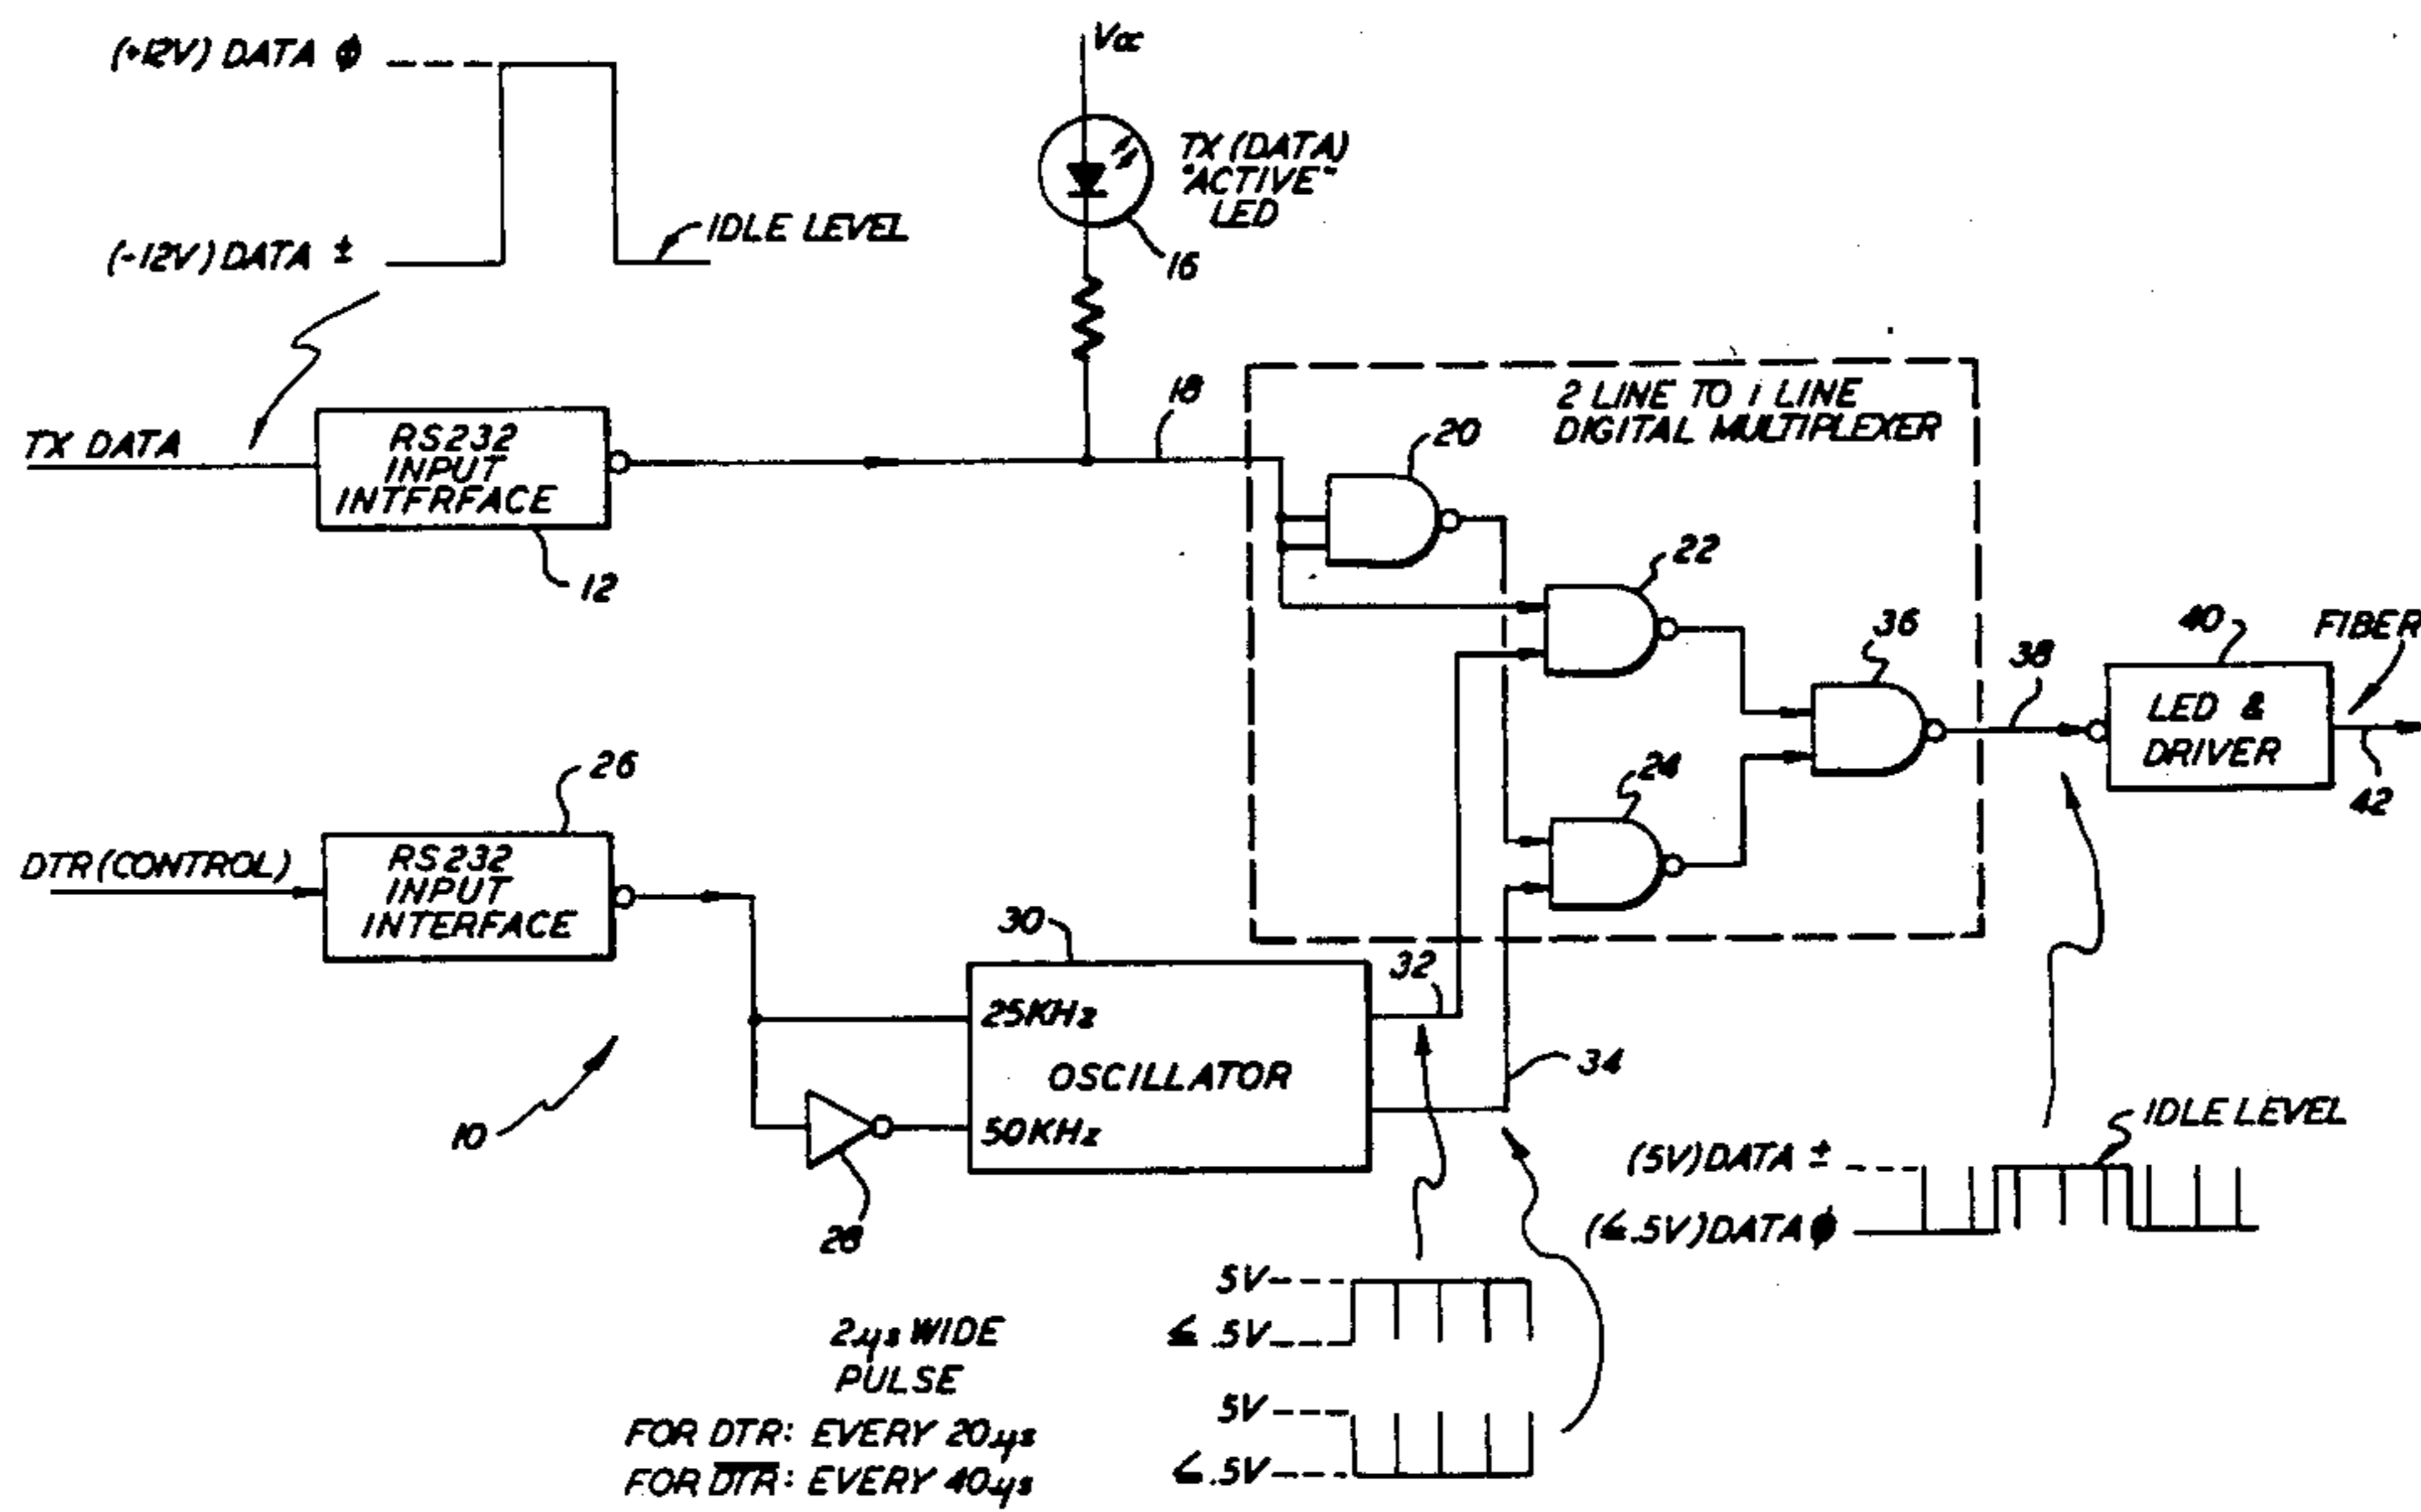 (+12V) DATA ϕ
(-12V) DATA ±
IDLE LEVEL
Vcc
TX (DATA)
"ACTIVE"
LED
16
TX DATA
RS232
INPUT
INTFRFACE
12
18
2 LINE TO 1 LINE
DIGITAL MULTIPLEXER
20
22
24
36
38
40
LED &
DRIVER
FIBER
42
DTR (CONTROL)
RS232
INPUT
INTERFACE
26
10
28
30
25KHz
OSCILLATOR
50KHz
32
34
IDLE LEVEL
(5V) DATA ±
(≤.5V) DATA ϕ
5V
≤ .5V
5V
≤ .5V
2µs WIDE
PULSE
FOR DTR: EVERY 20µs
FOR D̅T̅R̅: EVERY 40µs